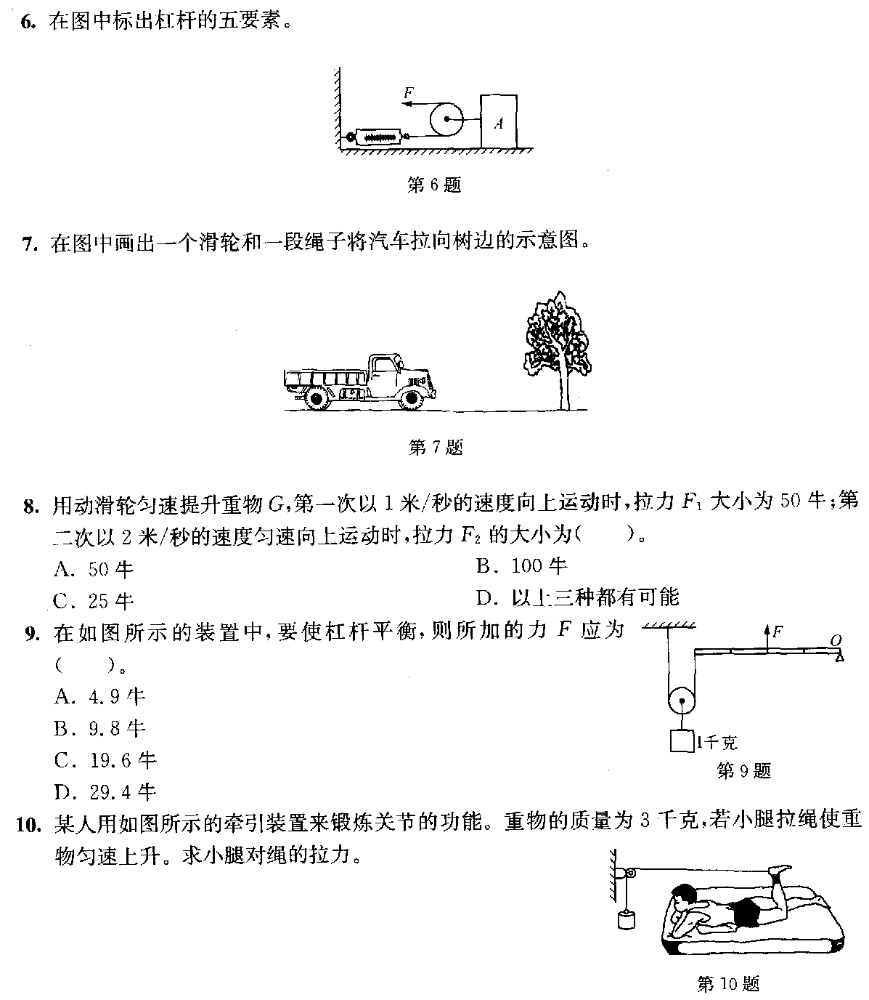 6. 在图中标出杠杆的五要素。
F
A
第 6 题
7. 在图中画出一个滑轮和一段绳子将汽车拉向树边的示意图。
第 7 题
8. 用动滑轮匀速提升重物 G,第一次以 1 米/秒的速度向上运动时,拉力 F₁ 大小为 50 牛;第
二次以 2 米/秒的速度匀速向上运动时,拉力 F₂ 的大小为(　　)。
A. 50 牛　　B. 100 牛
C. 25 牛　　D. 以上三种都有可能
9. 在如图所示的装置中,要使杠杆平衡,则所加的力 F 应为
(　　)。
A. 4.9 牛
B. 9.8 牛
C. 19.6 牛
D. 29.4 牛
F
O
1千克
第 9 题
10. 某人用如图所示的牵引装置来锻炼关节的功能。重物的质量为 3 千克,若小腿拉绳使重
物匀速上升。求小腿对绳的拉力。
第 10 题